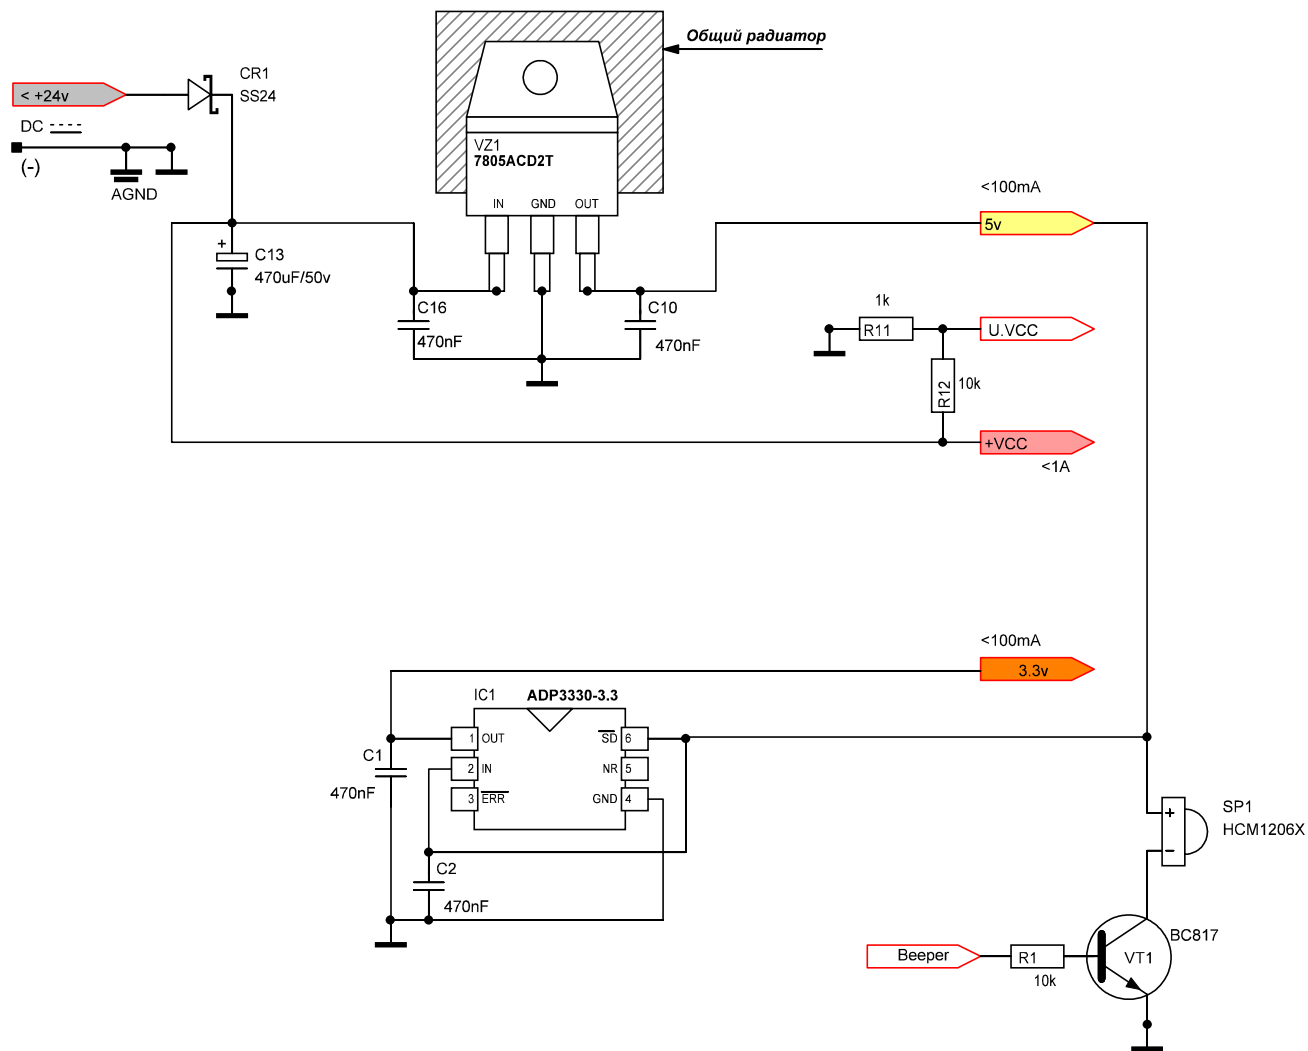 Общий радиатор
CR1
SS24
< +24v
DC
(-)
AGND
VZ1
7805ACD2T
IN
GND
OUT
<100mA
5v
+
C13
470uF/50v
C16
470nF
C10
470nF
1k
R11
U.VCC
R12
10k
+VCC
<1A
<100mA
3.3v
IC1
ADP3330-3.3
1
OUT
SD
6
2
IN
NR
5
3
ERR
GND
4
C1
470nF
C2
470nF
SP1
HCM1206X
+
-
BC817
VT1
Beeper
R1
10k